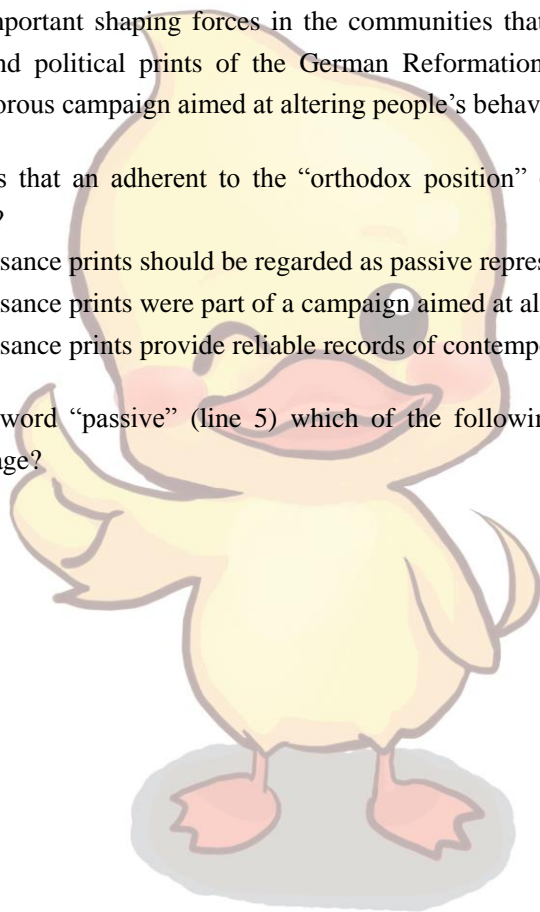 mportant shaping forces in the communities that
nd political prints of the German Reformation
orous campaign aimed at altering people's behav
s that an adherent to the "orthodox position"
?
sance prints should be regarded as passive repres
sance prints were part of a campaign aimed at al
sance prints provide reliable records of contemp
word "passive" (line 5) which of the followin
age?